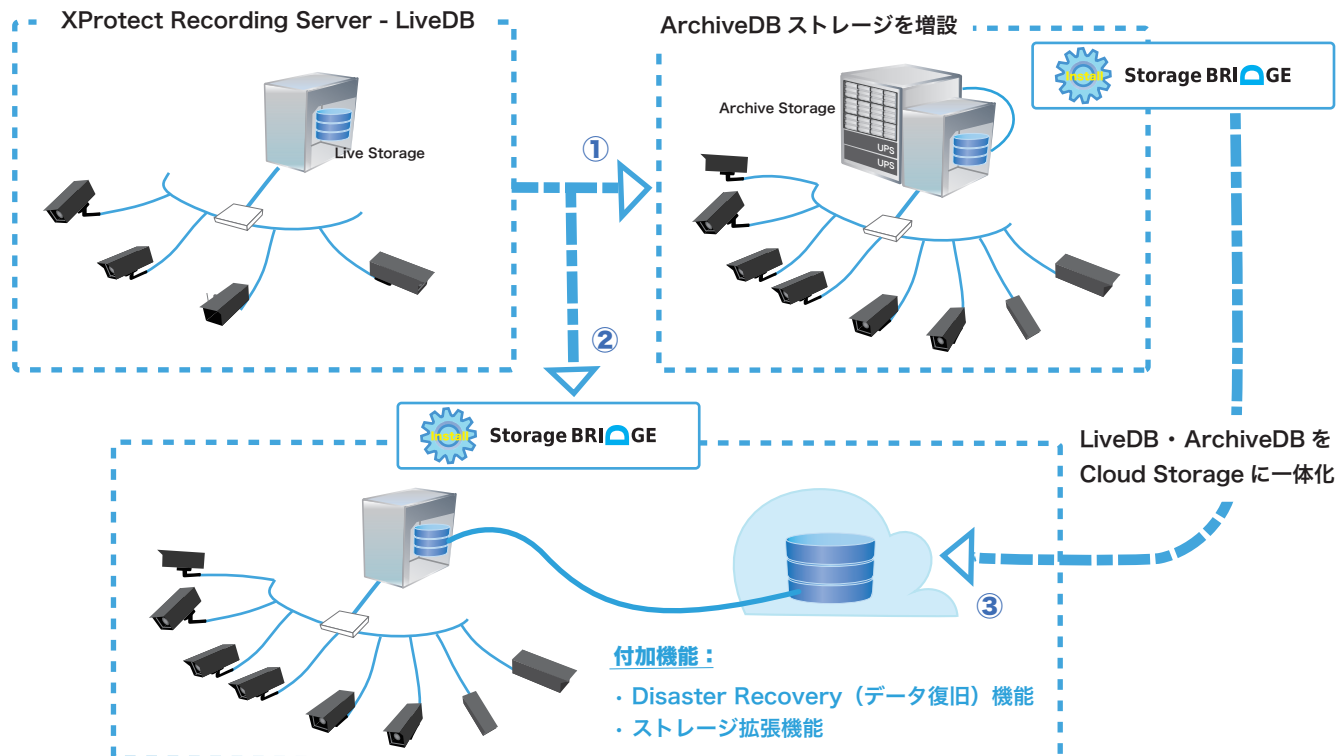 XProtect Recording Server - LiveDB
Live Storage
①
ArchiveDB ストレージを増設
Install Storage BRIDGE
Archive Storage
UPS
UPS
②
Install Storage BRIDGE
LiveDB・ArchiveDB を
Cloud Storage に一体化
③
付加機能：
・Disaster Recovery（データ復旧）機能
・ストレージ拡張機能